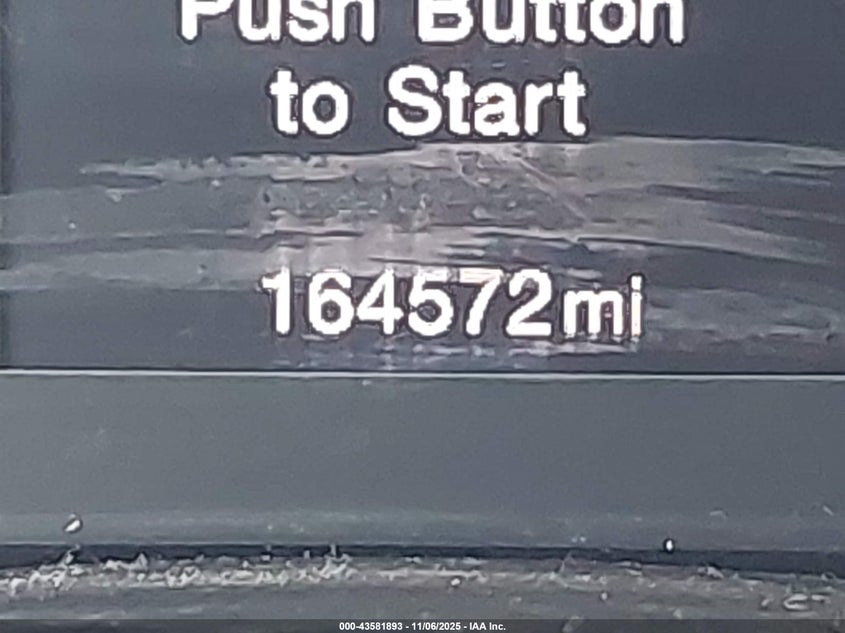 Push Button
to Start
164572mi
000-43581893 - 11/06/2025 - IAA Inc.